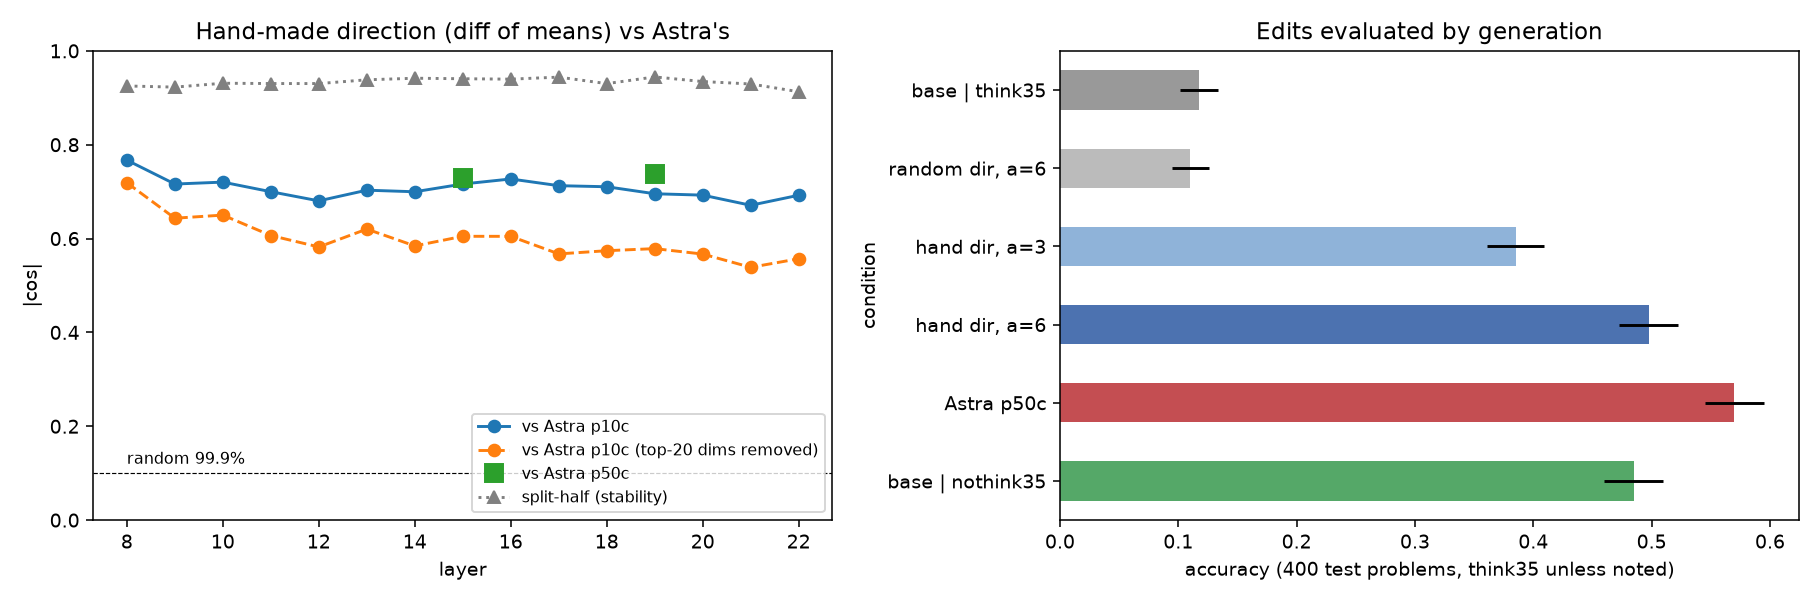 Hand-made direction (diff of means) vs Astra's
1.0
0.8
0.6
0.4
0.2
0.0
|cos|
random 99.9%
vs Astra p10c
vs Astra p10c (top-20 dims removed)
vs Astra p50c
split-half (stability)
8
10
12
14
16
18
20
22
layer
Edits evaluated by generation
condition
base | think35
random dir, a=6
hand dir, a=3
hand dir, a=6
Astra p50c
base | nothink35
0.0
0.1
0.2
0.3
0.4
0.5
0.6
accuracy (400 test problems, think35 unless noted)